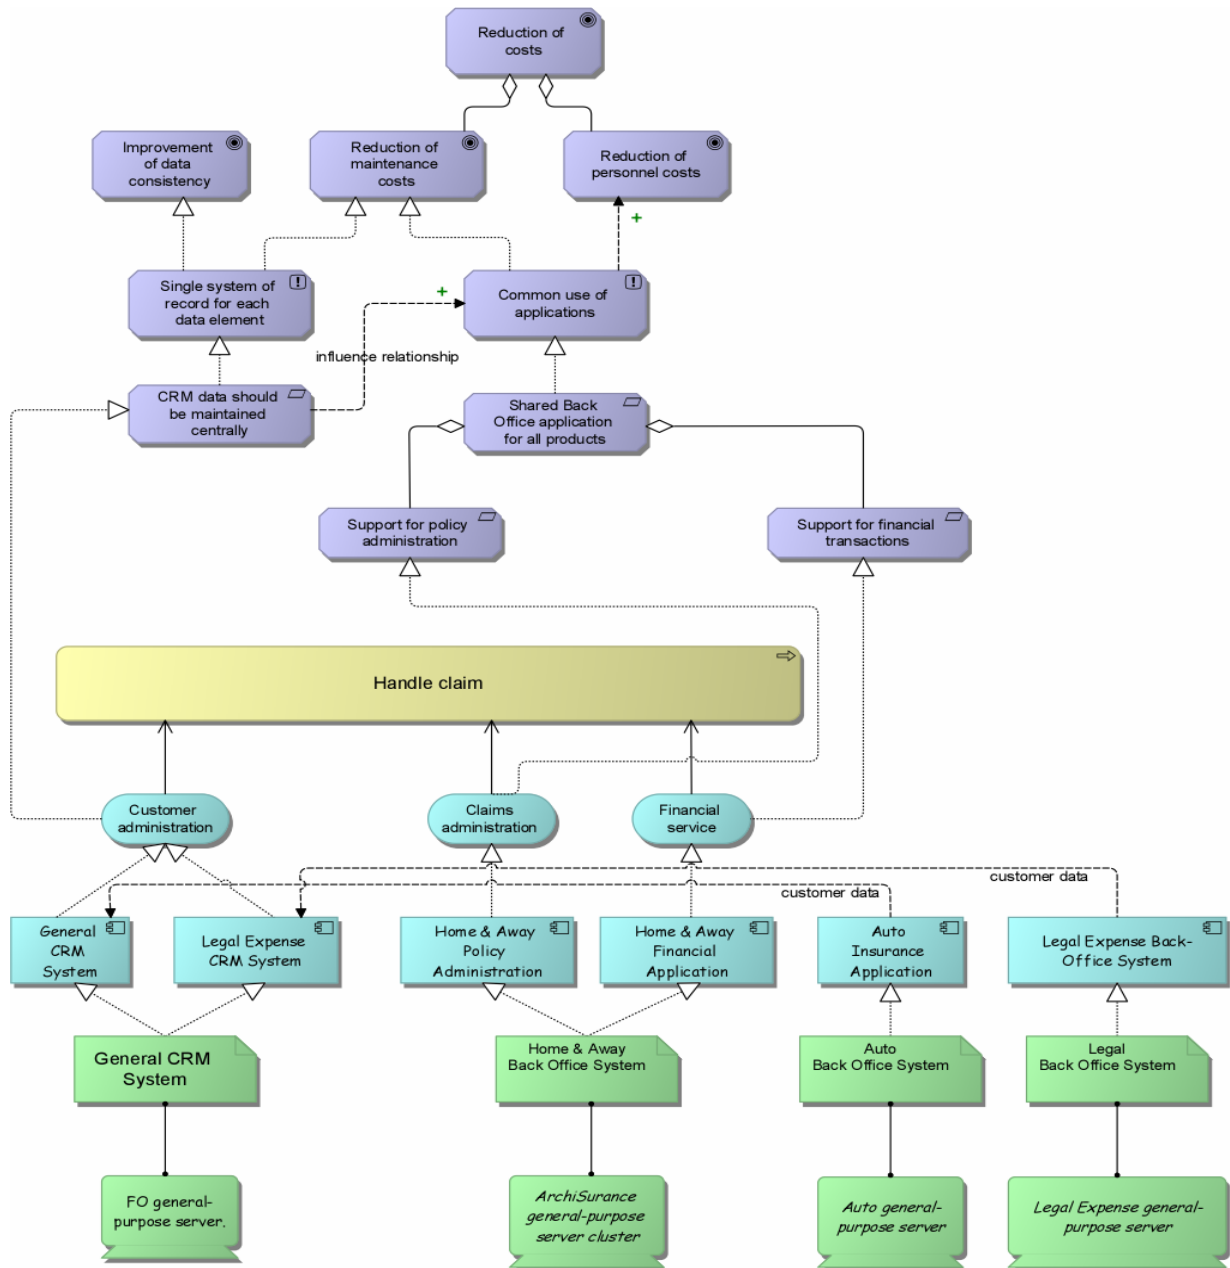 Reduction of
costs
Improvement
of data
consistency
Reduction of
maintenance
costs
Reduction of
personnel costs
+
Single system of
record for each
data element
+
Common use of
applications
influence relationship
CRM data should
be maintained
centrally
Shared Back
Office application
for all products
Support for policy
administration
Support for financial
transactions
Handle claim
Customer
administration
Claims
administration
Financial
service
customer data
customer data
General
CRM
System
Legal Expense
CRM System
Home & Away
Policy
Administration
Home & Away
Financial
Application
Auto
Insurance
Application
Legal Expense Back-
Office System
General CRM
System
Home & Away
Back Office System
Auto
Back Office System
Legal
Back Office System
FO general-
purpose server.
ArchiSurance
general-purpose
server cluster
Auto general-
purpose server
Legal Expense general-
purpose server